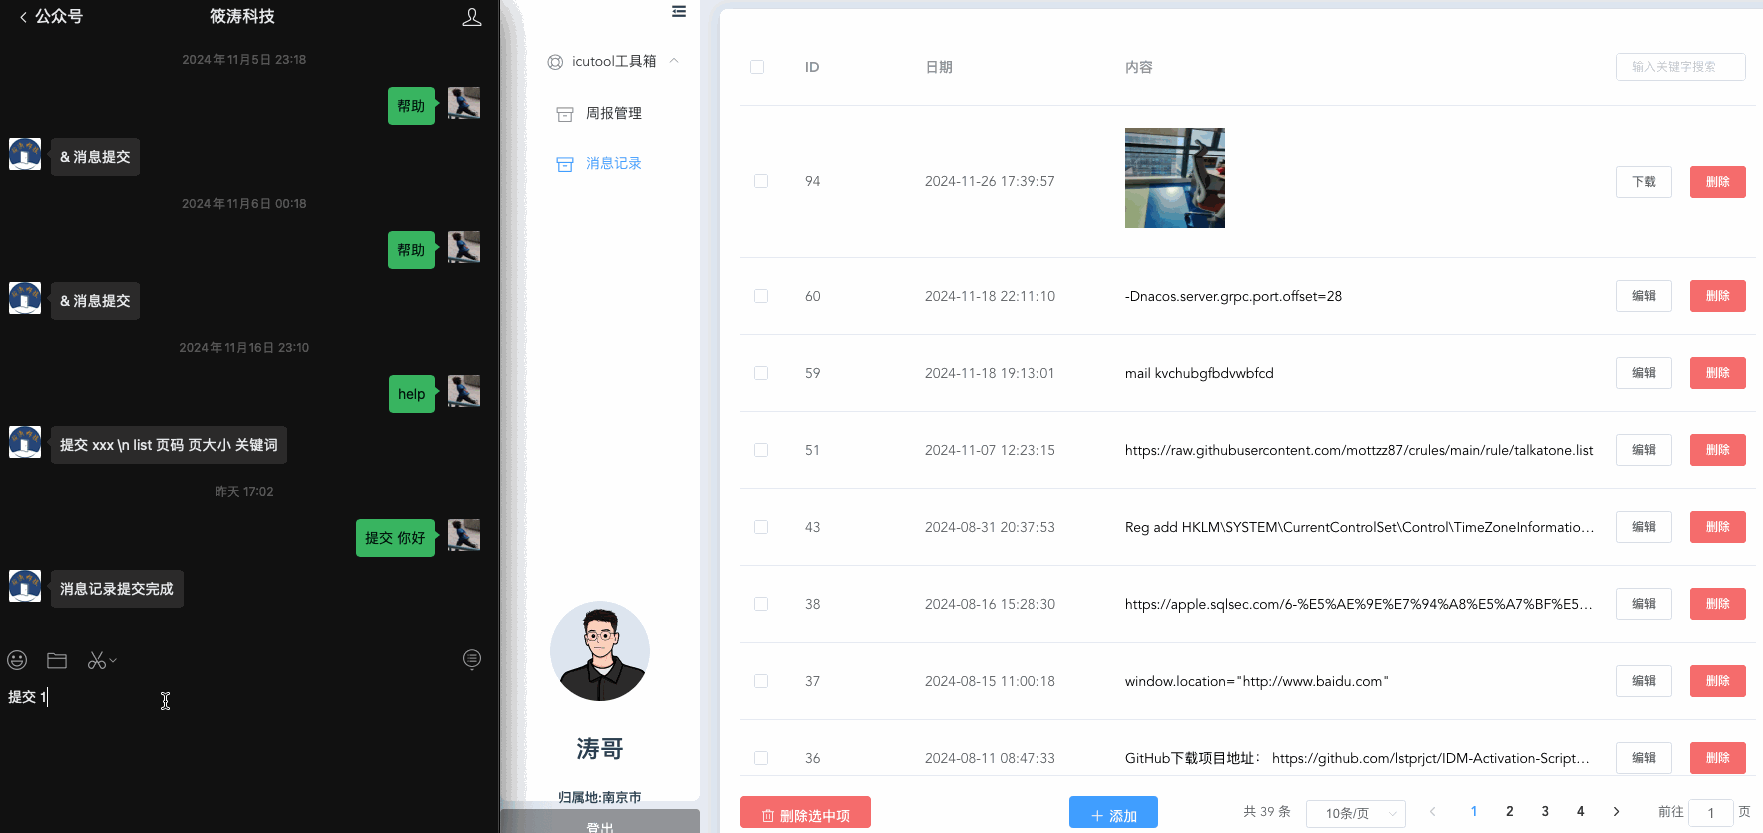 公众号
筱涛科技
2024年11月5日 23:18
帮助
& 消息提交
2024年11月6日 00:18
帮助
& 消息提交
2024年11月16日 23:10
help
提交 xxx \n list 页码 页大小 关键词
昨天 17:02
提交 你好
消息记录提交完成
提交 1
icutool工具箱
周报管理
消息记录
涛哥
归属地:南京市
登出
ID 日期 内容 输入关键字搜索
94 2024-11-26 17:39:57 下载 删除
60 2024-11-18 22:11:10 -Dnacos.server.grpc.port.offset=28 编辑 删除
59 2024-11-18 19:13:01 mail kvchubgfbdvwbfcd 编辑 删除
51 2024-11-07 12:23:15 https://raw.githubusercontent.com/mottzz87/crules/main/rule/talkatone.list 编辑 删除
43 2024-08-31 20:37:53 Reg add HKLM\SYSTEM\CurrentControlSet\Control\TimeZoneInformatio... 编辑 删除
38 2024-08-16 15:28:30 https://apple.sqlsec.com/6-%E5%AE%9E%E7%94%A8%E5%A7%BF%E5... 编辑 删除
37 2024-08-15 11:00:18 window.location="http://www.baidu.com" 编辑 删除
36 2024-08-11 08:47:33 GitHub下载项目地址： https://github.com/lstprjct/IDM-Activation-Script... 编辑 删除
删除选中项 添加 共 39 条 10条/页 1 2 3 4 前往 1 页